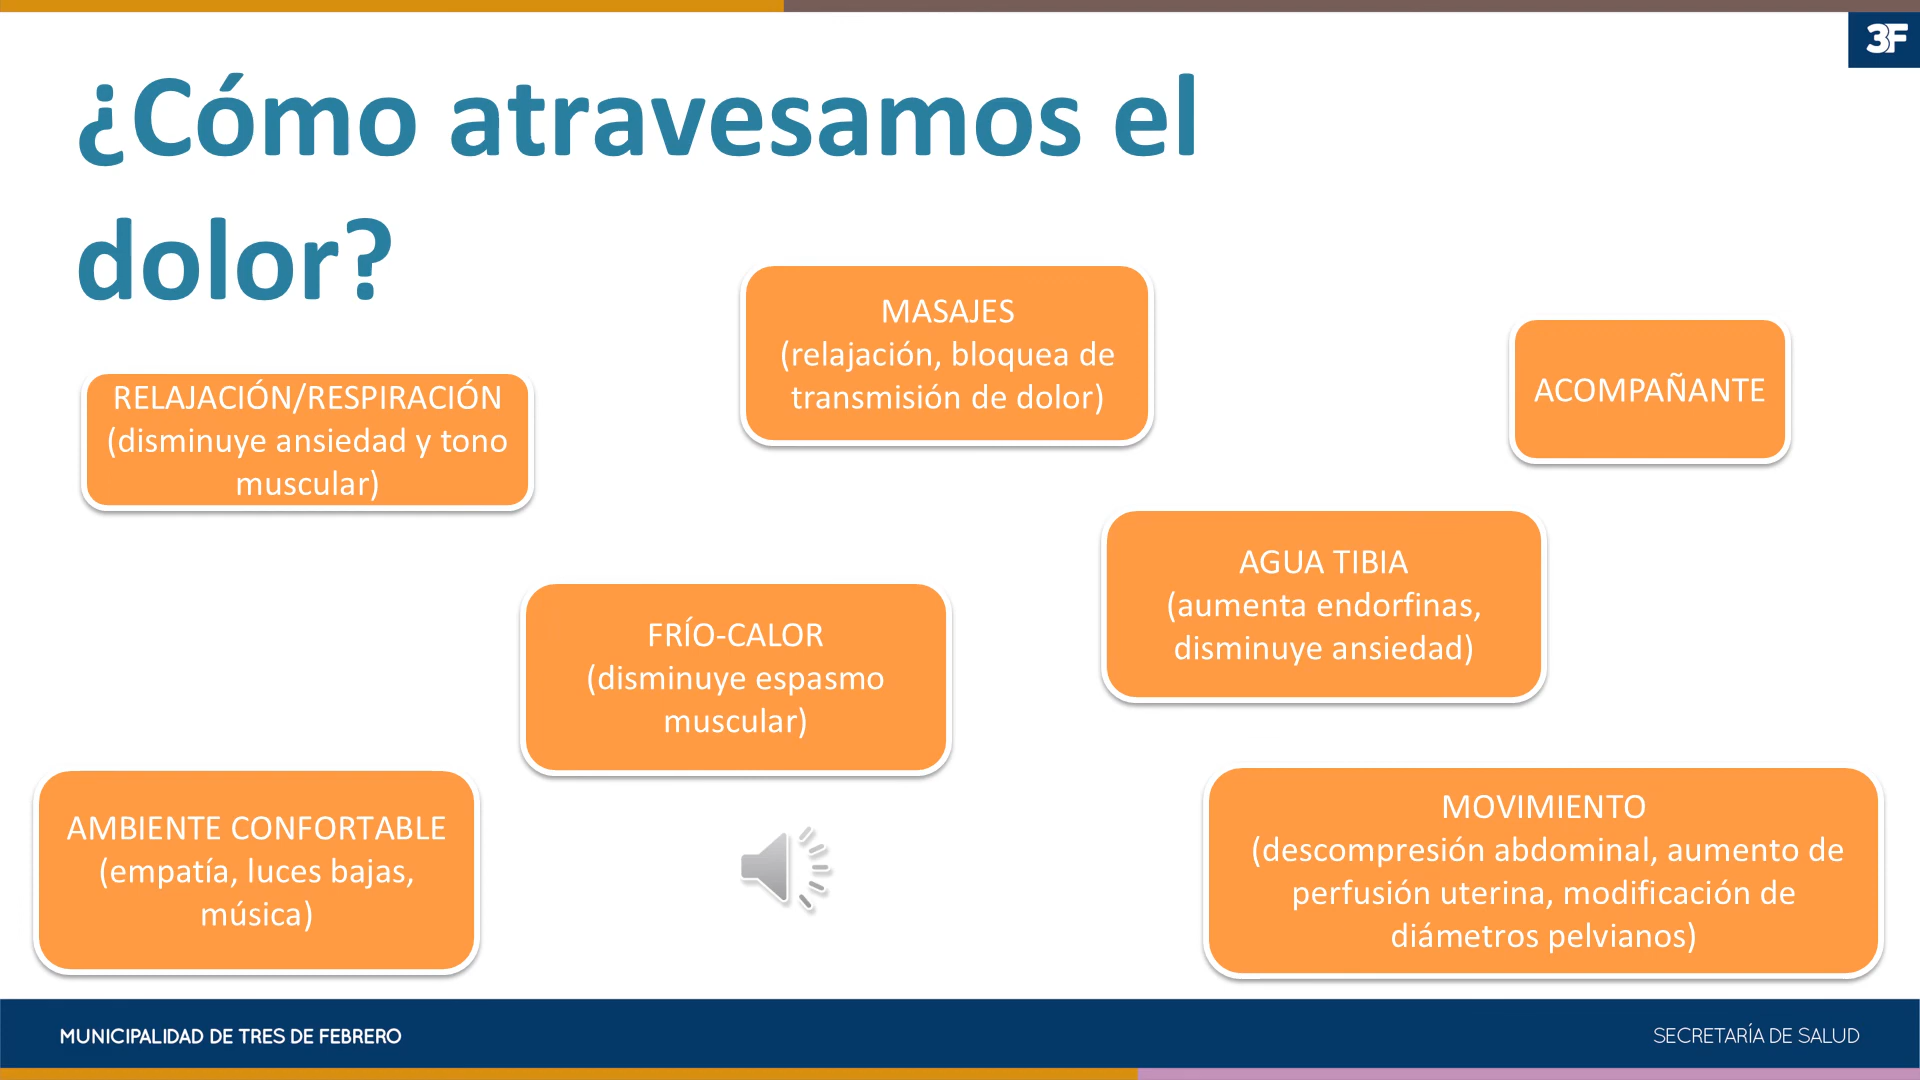 3F
¿Cómo atravesamos el
dolor?
MASAJES
(relajación, bloquea de
transmisión de dolor)
ACOMPAÑANTE
RELAJACIÓN/RESPIRACIÓN
(disminuye ansiedad y tono
muscular)
AGUA TIBIA
(aumenta endorfinas,
disminuye ansiedad)
FRÍO-CALOR
(disminuye espasmo
muscular)
AMBIENTE CONFORTABLE
(empatía, luces bajas,
música)
MOVIMIENTO
(descompresión abdominal, aumento de
perfusión uterina, modificación de
diámetros pelvianos)
MUNICIPALIDAD DE TRES DE FEBRERO
SECRETARÍA DE SALUD